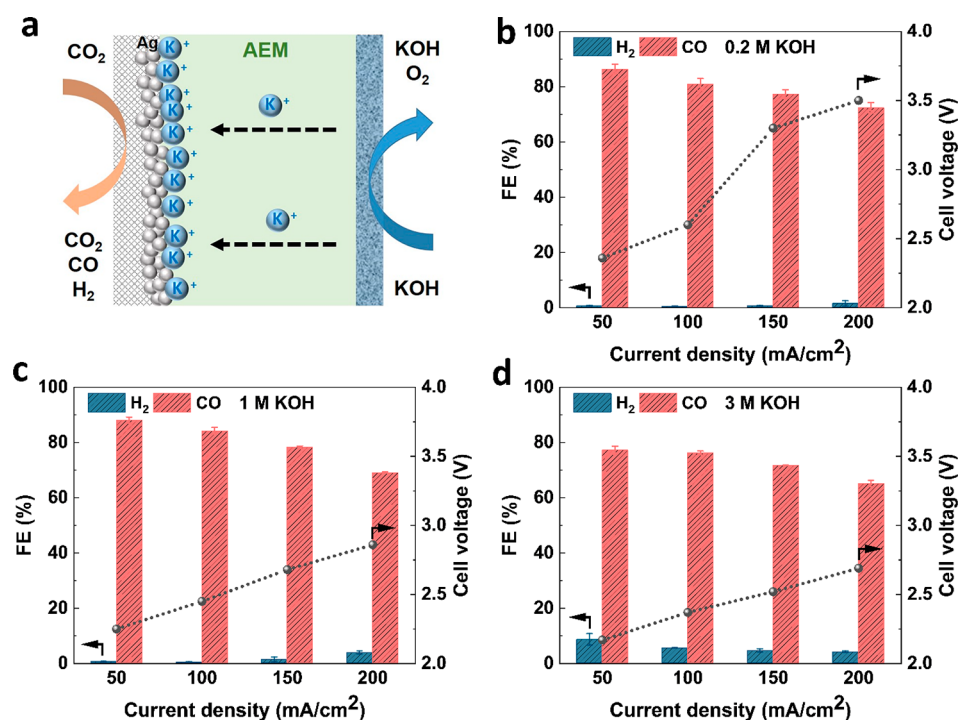 a
CO₂
Ag
AEM
KOH
O₂
K⁺
K⁺
K⁺
K⁺
K⁺
K⁺
K⁺
K⁺
K⁺
K⁺
K⁺
K⁺
K⁺
CO₂
CO
H₂
KOH
b
H₂ CO 0.2 M KOH
100
80
60
40
20
0
FE (%)
4.0
3.5
3.0
2.5
2.0
Cell voltage (V)
50 100 150 200
Current density (mA/cm²)
c
H₂ CO 1 M KOH
100
80
60
40
20
0
FE (%)
4.0
3.5
3.0
2.5
2.0
Cell voltage (V)
50 100 150 200
Current density (mA/cm²)
d
H₂ CO 3 M KOH
100
80
60
40
20
0
FE (%)
4.0
3.5
3.0
2.5
2.0
Cell voltage (V)
50 100 150 200
Current density (mA/cm²)